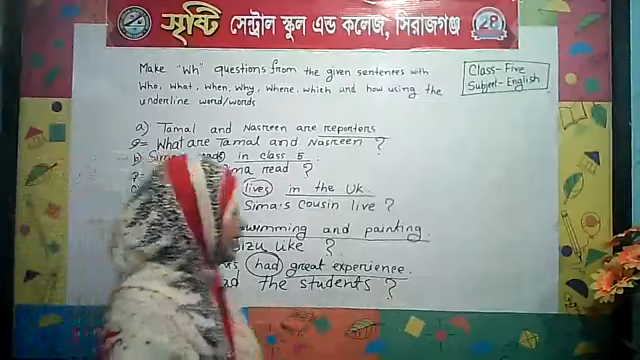 সৃষ্টি সেন্ট্রাল স্কুল এন্ড কলেজ, সিরাজগঞ্জ
28
Class- Five
Subject- English
Make "Wh" questions from the given sentences with
Who, what, when, why, where, which and how using the
underline word/words
a) Tamal and Nasreen are reporters
Q= What are Tamal and Nasreen ?
b) in class 5.
read ?
lives in the UK.
Sima's cousin live ?
and painting.
like ?
had great experience.
the students ?